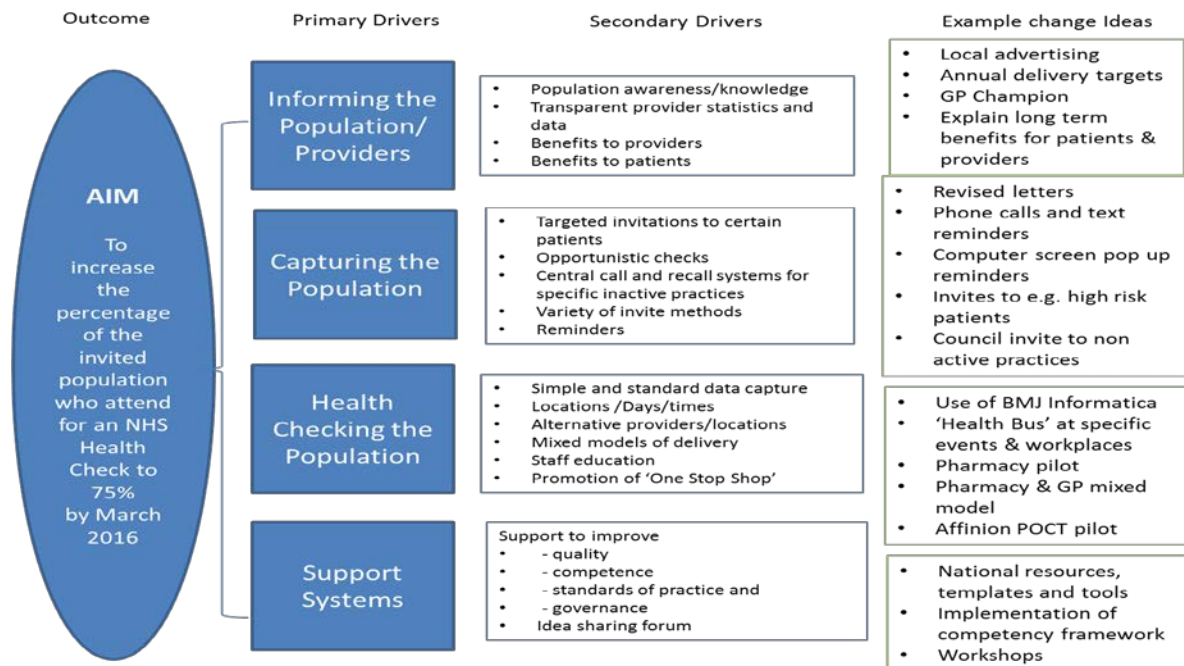 Outcome
Primary Drivers
Secondary Drivers
Example change Ideas
AIM
To
increase
the
percentage
of the
invited
population
who attend
for an NHS
Health
Check to
75%
by March
2016
Informing the
Population/
Providers
• Population awareness/knowledge
• Transparent provider statistics and
data
• Benefits to providers
• Benefits to patients
• Local advertising
• Annual delivery targets
• GP Champion
• Explain long term
benefits for patients &
providers
Capturing the
Population
• Targeted invitations to certain
patients
• Opportunistic checks
• Central call and recall systems for
specific inactive practices
• Variety of invite methods
• Reminders
• Revised letters
• Phone calls and text
reminders
• Computer screen pop up
reminders
• Invites to e.g. high risk
patients
• Council invite to non
active practices
Health
Checking the
Population
• Simple and standard data capture
• Locations /Days/times
• Alternative providers/locations
• Mixed models of delivery
• Staff education
• Promotion of ‘One Stop Shop’
• Use of BMJ Informatica
• ‘Health Bus’ at specific
events & workplaces
• Pharmacy pilot
• Pharmacy & GP mixed
model
• Affinion POCT pilot
Support
Systems
Support to improve
• - quality
• - competence
• - standards of practice and
• - governance
• Idea sharing forum
• National resources,
templates and tools
• Implementation of
competency framework
• Workshops